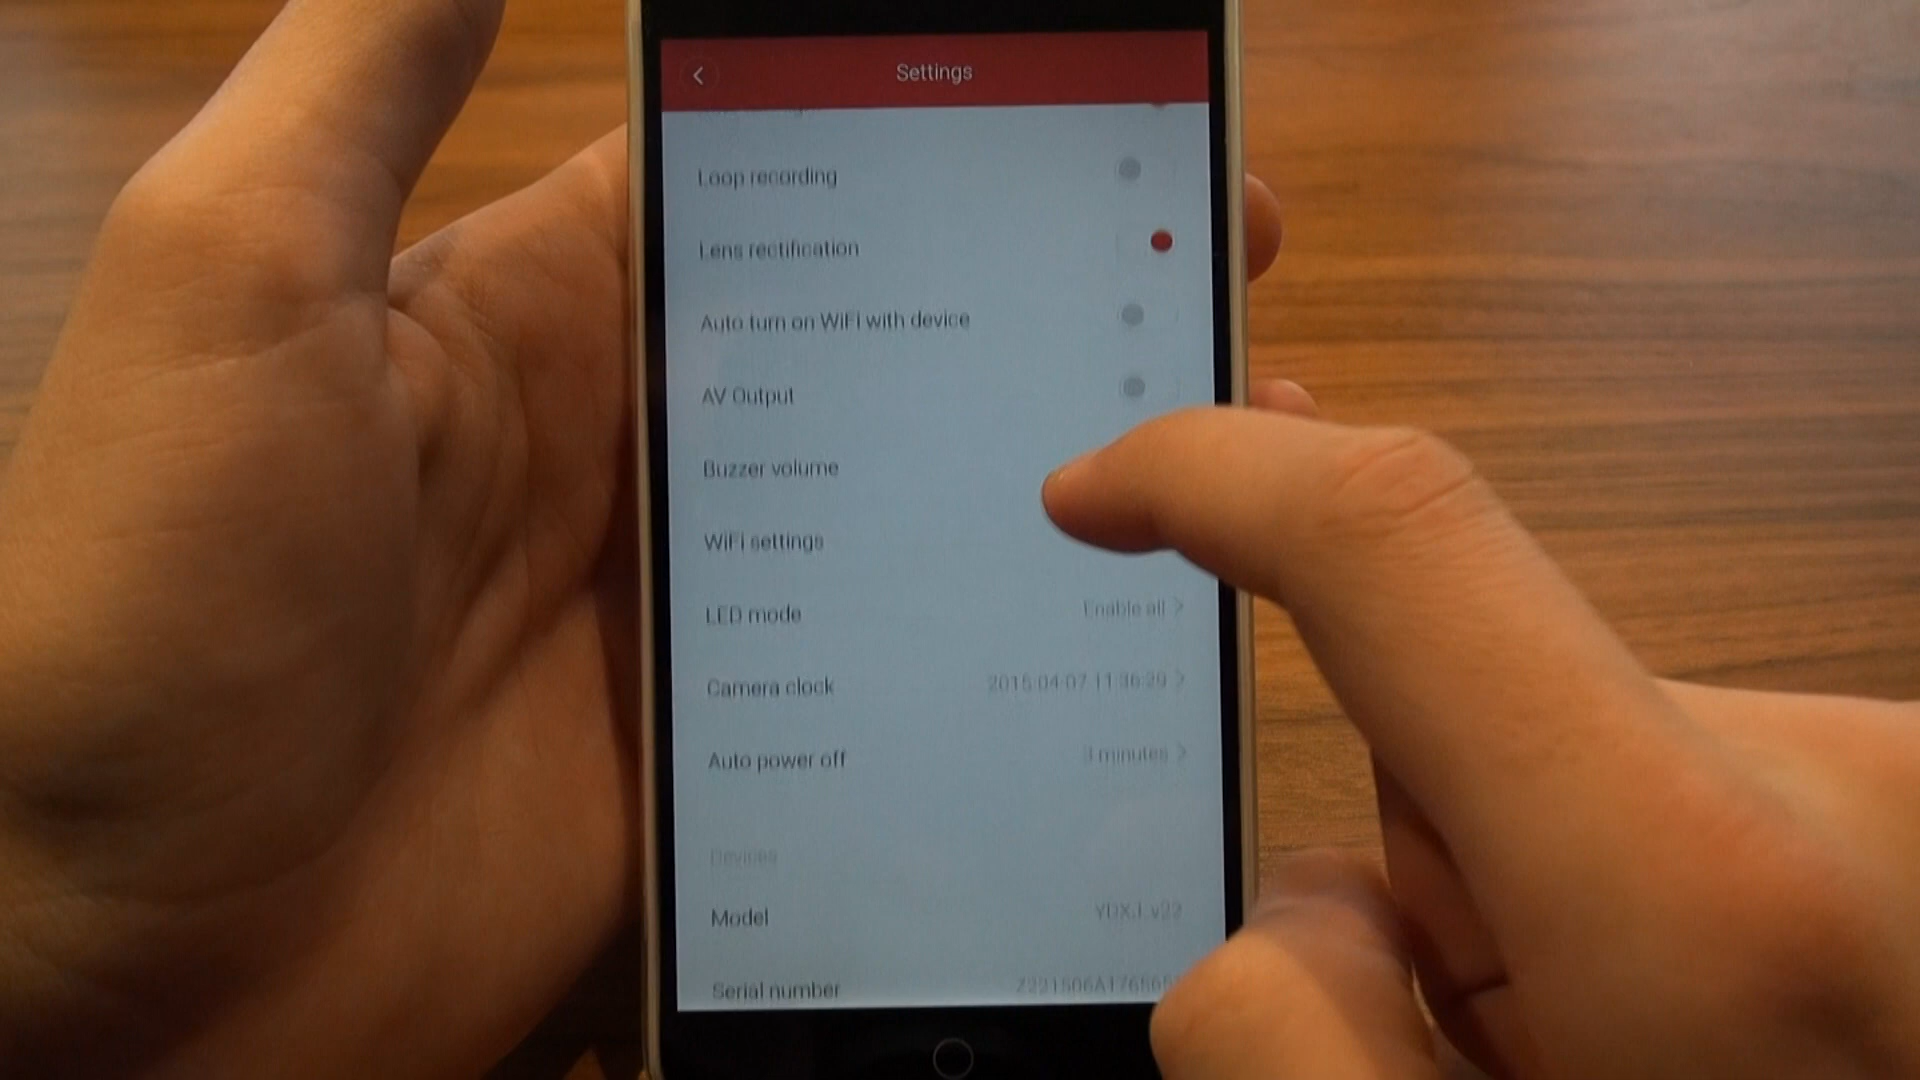 Settings
Loop recording
Lens rectification
Auto turn on WiFi with device
AV Output
Buzzer volume
WiFi settings
LED mode Enable all >
Camera clock 2015-04-07 11:36:29 >
Auto power off 3 minutes >
Devices
Model
Serial number